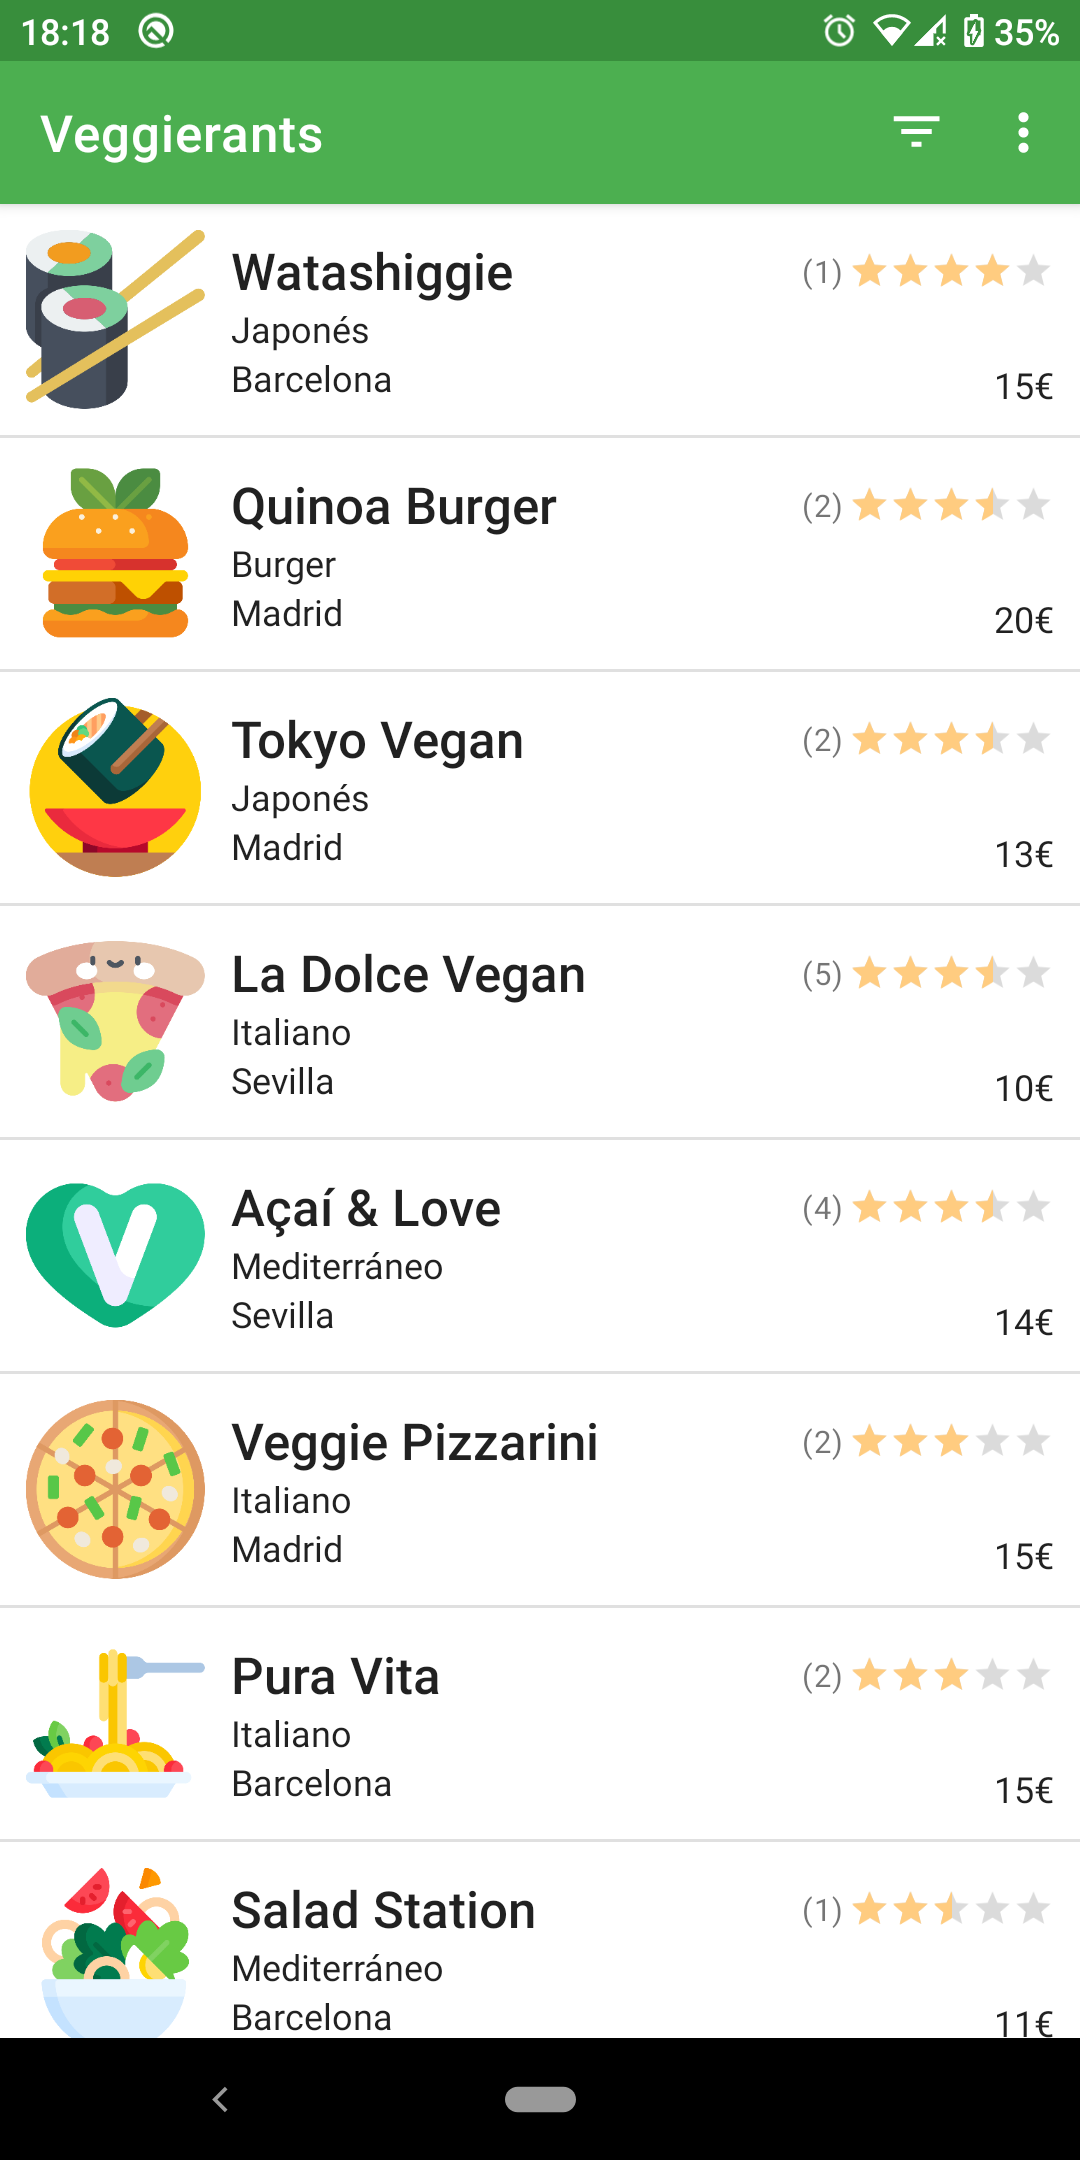 18:18 35%
Veggierants
Watashiggie (1)
Japonés
Barcelona 15€
Quinoa Burger (2)
Burger
Madrid 20€
Tokyo Vegan (2)
Japonés
Madrid 13€
La Dolce Vegan (5)
Italiano
Sevilla 10€
V
Açaí & Love (4)
Mediterráneo
Sevilla 14€
Veggie Pizzarini (2)
Italiano
Madrid 15€
Pura Vita (2)
Italiano
Barcelona 15€
Salad Station (1)
Mediterráneo
Barcelona 11€